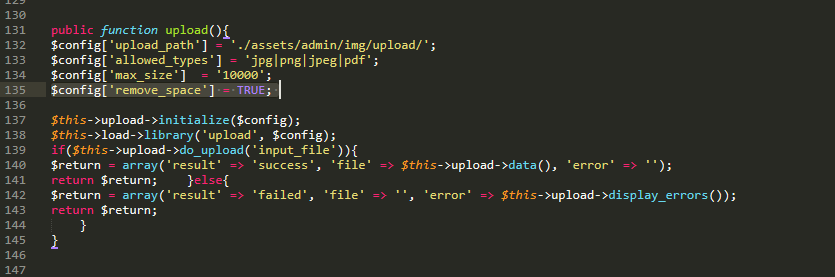 129
130
131 public function upload(){
132 $config['upload_path'] = './assets/admin/img/upload/';
133 $config['allowed_types'] = 'jpg|png|jpeg|pdf';
134 $config['max_size']  = '10000';
135 $config['remove_space'] = TRUE;
136
137 $this->upload->initialize($config);
138 $this->load->library('upload', $config);
139 if($this->upload->do_upload('input_file')){
140 $return = array('result' => 'success', 'file' => $this->upload->data(), 'error' => '');
141 return $return;    }else{
142 $return = array('result' => 'failed', 'file' => '', 'error' => $this->upload->display_errors());
143 return $return;
144     }
145 }
146
147